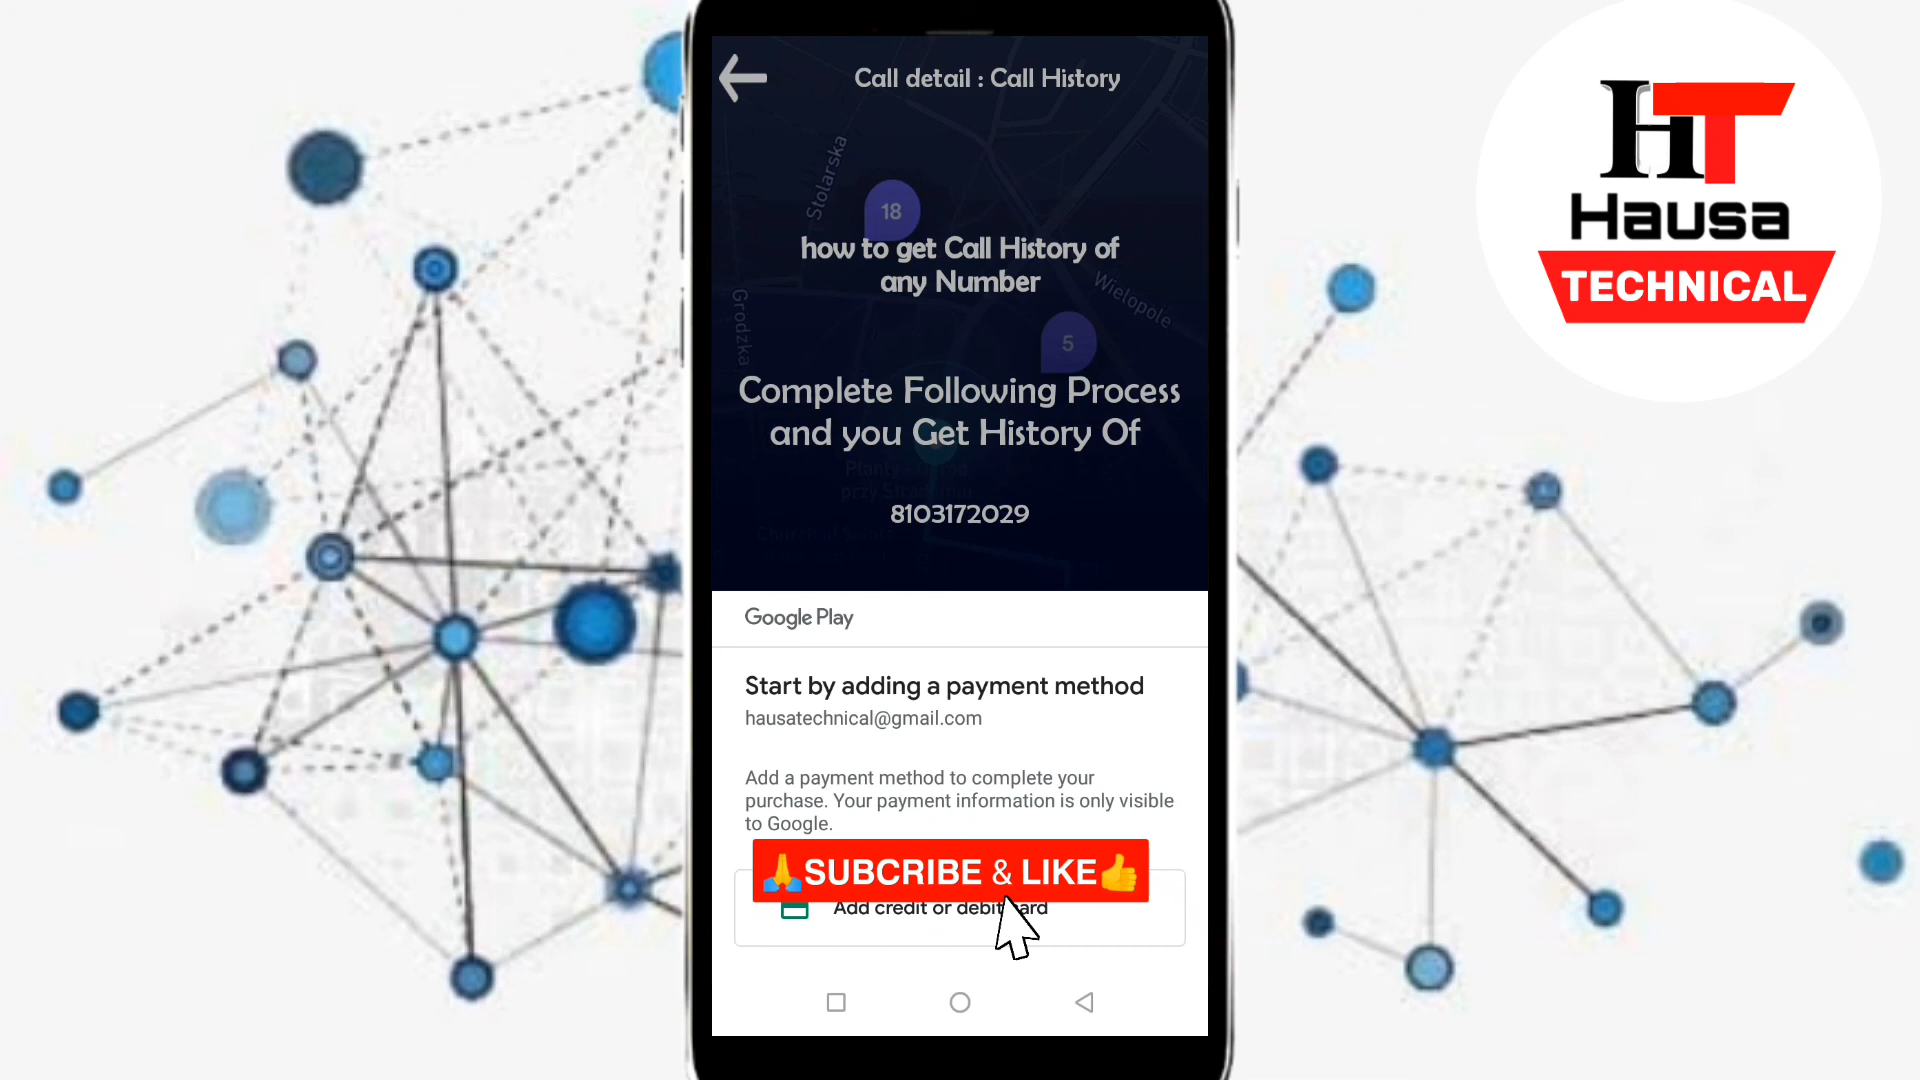 Call detail : Call History
Stolarska
18
how to get Call History of
any Number
Wielopole
Grodzka
5
Complete Following Process
and you Get History Of
8103172029
Google Play
Start by adding a payment method
hausatechnical@gmail.com
Add a payment method to complete your
purchase. Your payment information is only visible
to Google.
🙏SUBCRIBE & LIKE👍
Add credit or debit card
HT
Hausa
TECHNICAL